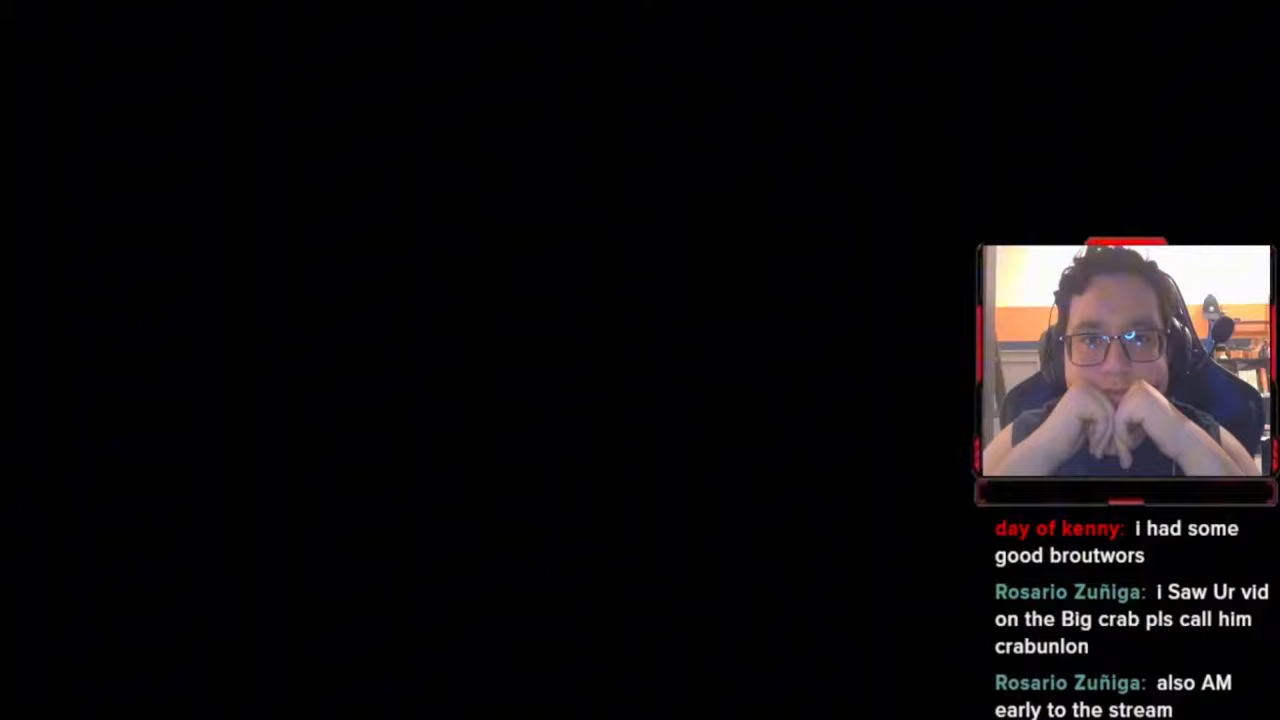 day of kenny: i had some
good broutwors
Rosario Zuñiga: i Saw Ur vid
on the Big crab pls call him
crabunlon
Rosario Zuñiga: also AM
early to the stream